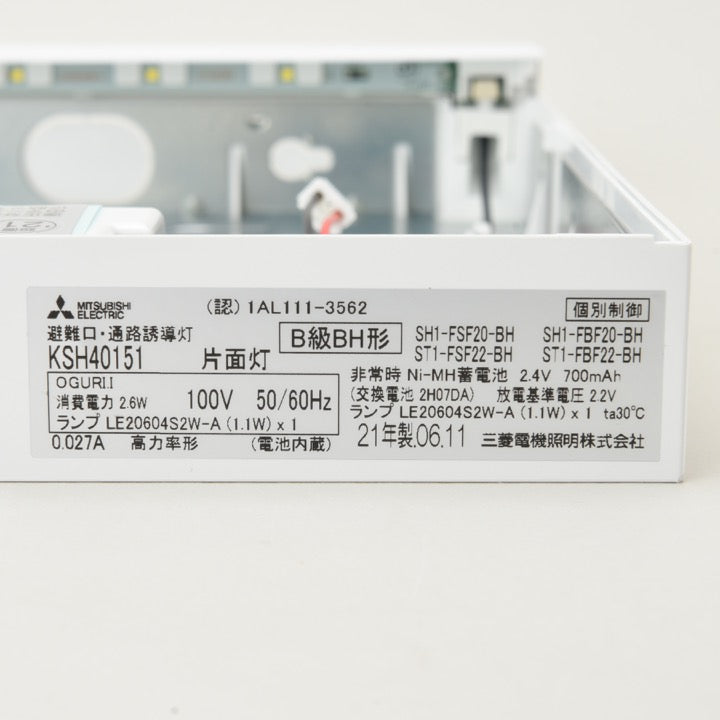 MITSUBISHI ELECTRIC
(認) 1AL111-3562
個別制御
避難口・通路誘導灯
KSH40151 片面灯
B級BH形
SH1-FSF20-BH SH1-FBF20-BH
ST1-FSF22-BH ST1-FBF22-BH
OGURI.I
消費電力 2.6W 100V 50/60Hz
ランプ LE20604S2W-A (1.1W) x 1
0.027A 高力率形 (電池内蔵)
非常時 Ni-MH蓄電池 2.4V 700mAh
(交換電池 2H07DA) 放電基準電圧 2.2V
ランプ LE20604S2W-A (1.1W) x 1 ta30℃
21年製.06.11 三菱電機照明株式会社